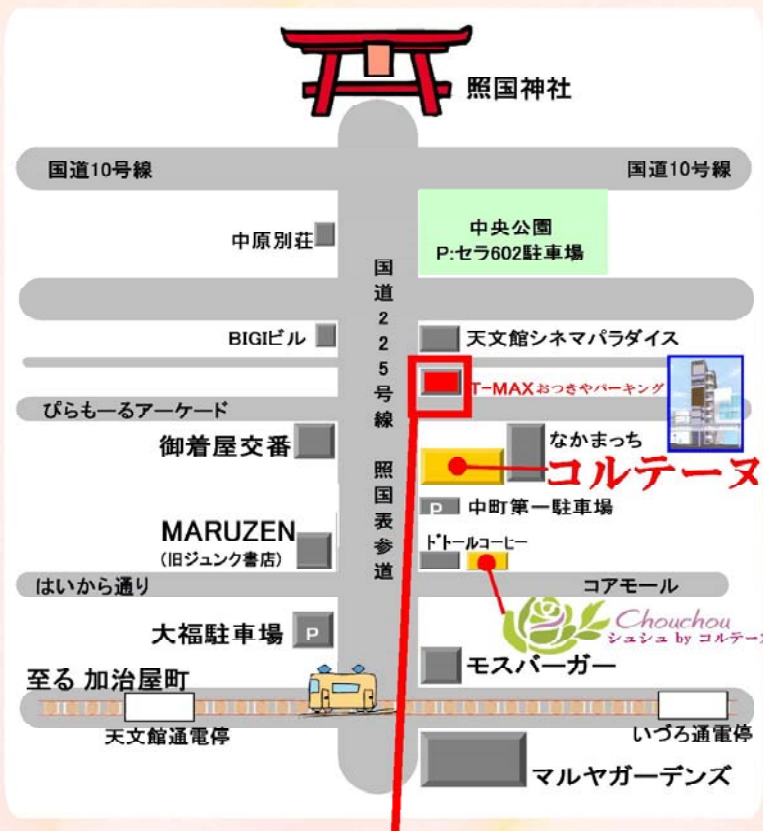 照国神社
国道10号線
国道10号線
中央公園
P:セラ602駐車場
中原別荘
国道225号線 照国表参道
BIGIビル
天文館シネマパラダイス
T-MAXおつきやパーキング
ぴらもーるアーケード
御着屋交番
なかまっち
コルテーヌ
P 中町第一駐車場
MARUZEN
(旧ジュンク書店)
ドトールコーヒー
はいから通り
コアモール
Chouchou
シュシュ by コルテーヌ
大福駐車場 P
モスバーガー
至る 加治屋町
天文館通電停
いづろ通電停
マルヤガーデンズ